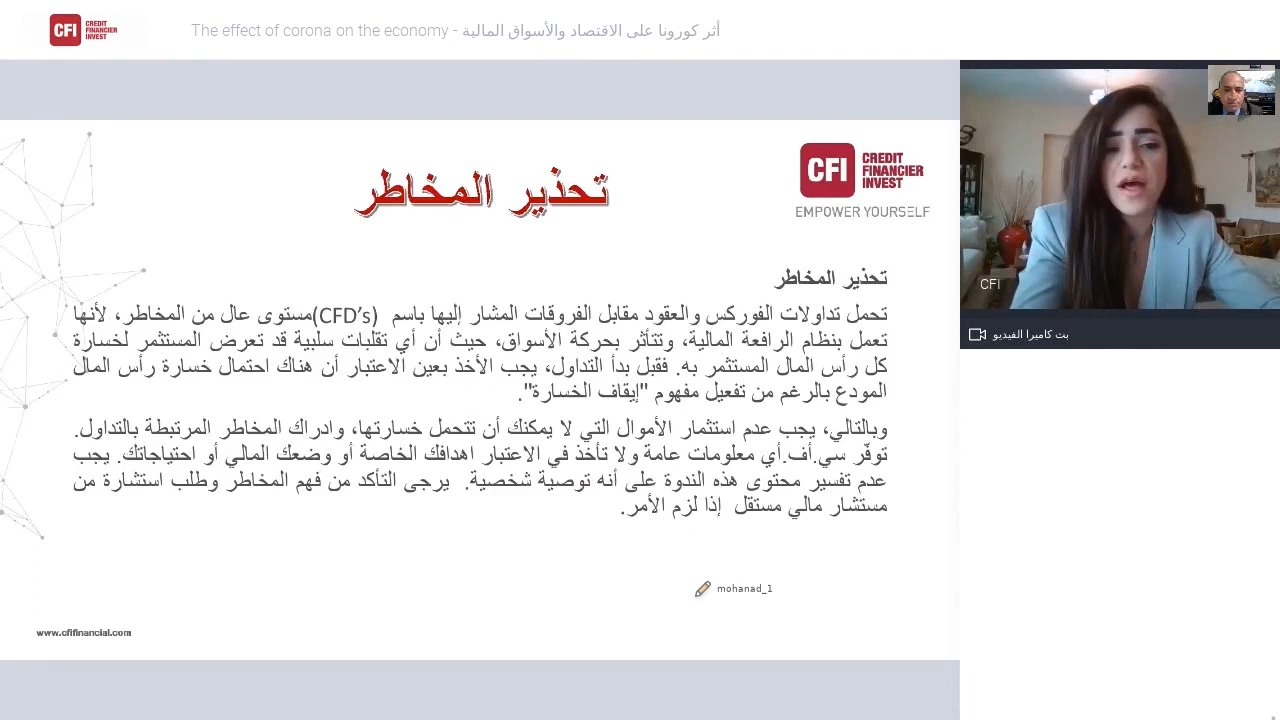 CFI CREDIT FINANCIER INVEST
The effect of corona on the economy - أثر كورونا على الاقتصاد والأسواق المالية
CFI CREDIT FINANCIER INVEST
EMPOWER YOURSELF
تحذير المخاطر
تحذير المخاطر
تحمل تداولات الفوركس والعقود مقابل الفروقات المشار إليها باسم (CFD’s)مستوى عال من المخاطر، لأنها
تعمل بنظام الرافعة المالية، وتتأثر بحركة الأسواق، حيث أن أي تقلبات سلبية قد تعرض المستثمر لخسارة
كل رأس المال المستثمر به. فقبل بدأ التداول، يجب الأخذ بعين الاعتبار أن هناك احتمال خسارة رأس المال
المودع بالرغم من تفعيل مفهوم "إيقاف الخسارة".
وبالتالي، يجب عدم استثمار الأموال التي لا يمكنك أن تتحمل خسارتها، وادراك المخاطر المرتبطة بالتداول.
توفّر سي.أف.أي معلومات عامة ولا تأخذ في الاعتبار اهدافك الخاصة أو وضعك المالي أو احتياجاتك. يجب
عدم تفسير محتوى هذه الندوة على أنه توصية شخصية. يرجى التأكد من فهم المخاطر وطلب استشارة من
مستشار مالي مستقل إذا لزم الأمر.
mohanad_1
www.cfifinancial.com
CFI
بث كاميرا الفيديو